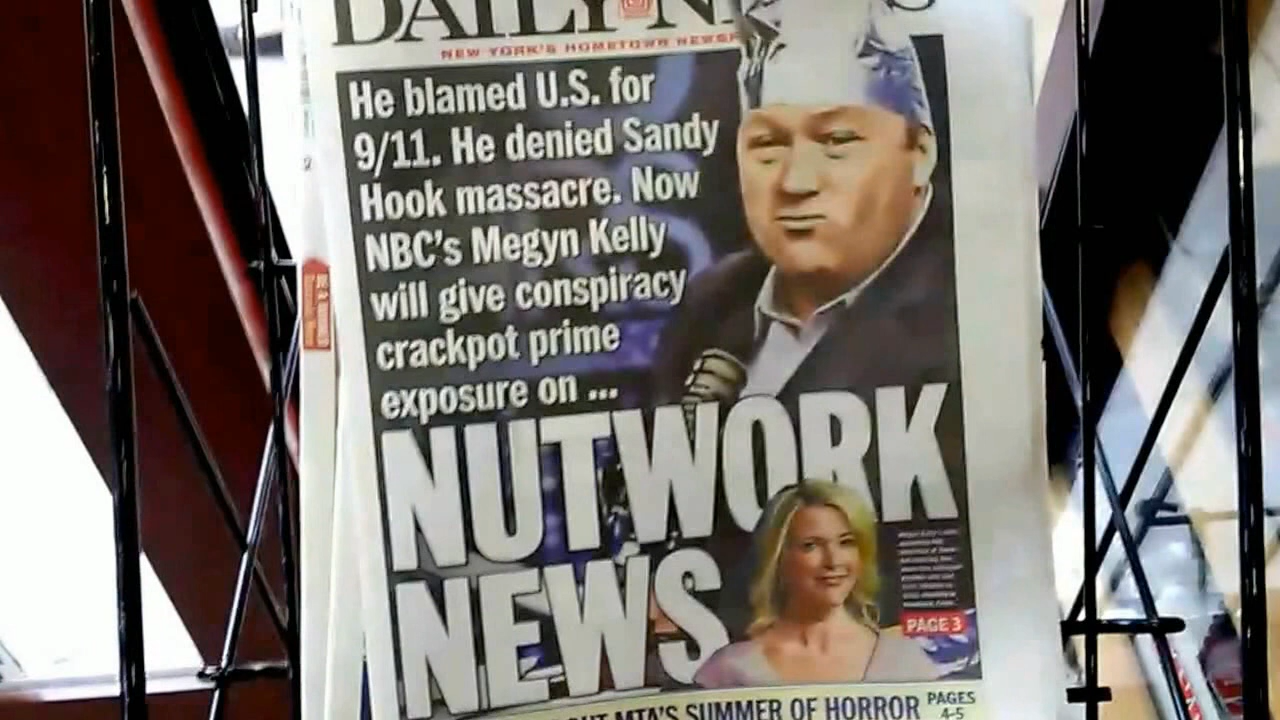 DAILY NEWS
NEW YORK'S HOMETOWN
He blamed U.S. for
9/11. He denied Sandy
Hook massacre. Now
NBC's Megyn Kelly
will give conspiracy
crackpot prime
exposure on ...
NUTWORK
NEWS
PAGE 3
MTA'S SUMMER OF HORROR
PAGES
4-5